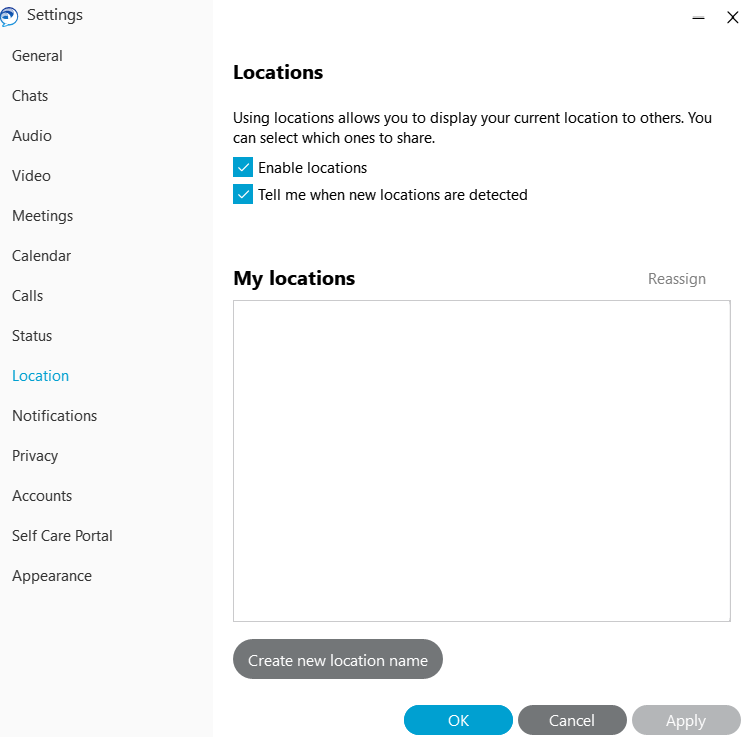 Settings
General
Chats
Audio
Video
Meetings
Calendar
Calls
Status
Location
Notifications
Privacy
Accounts
Self Care Portal
Appearance
Locations
Using locations allows you to display your current location to others. You
can select which ones to share.
Enable locations
Tell me when new locations are detected
My locations
Reassign
Create new location name
OK
Cancel
Apply